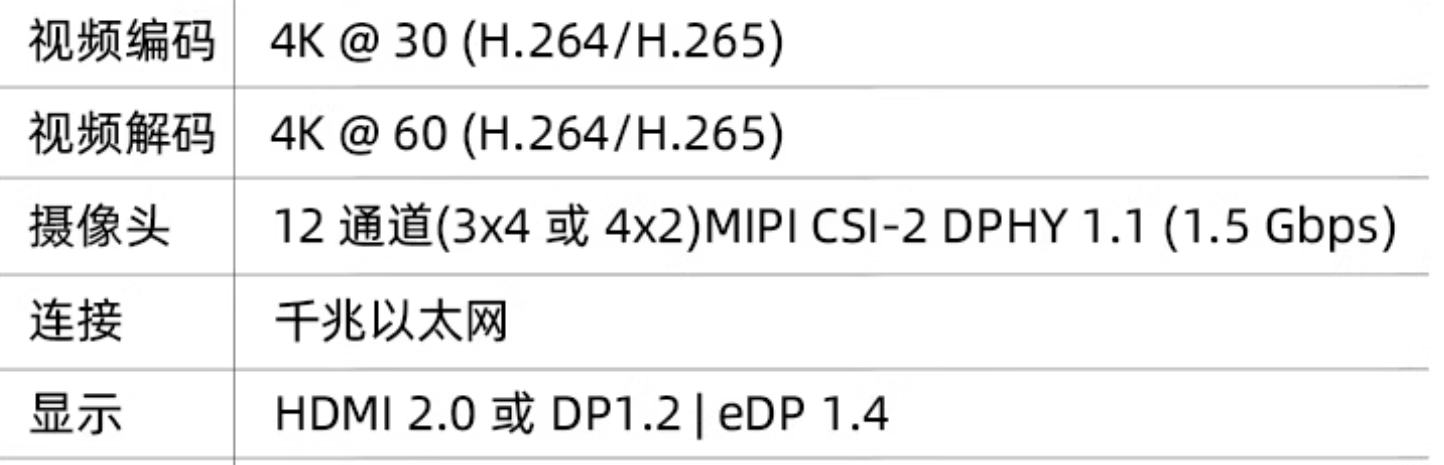 视频编码 4K @ 30 (H.264/H.265)
视频解码 4K @ 60 (H.264/H.265)
摄像头 12 通道(3x4 或 4x2)MIPI CSI-2 DPHY 1.1 (1.5 Gbps)
连接 千兆以太网
显示 HDMI 2.0 或 DP1.2 | eDP 1.4